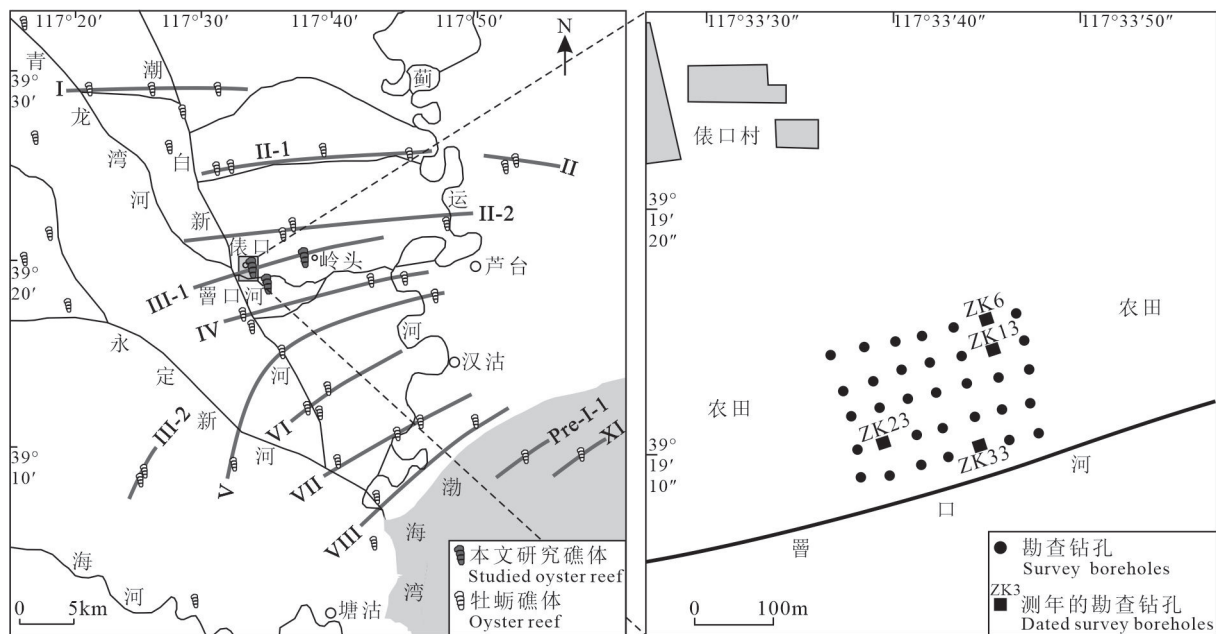 117°20′ 117°30′ 117°40′ 117°50′
N
39°
30′
39°
20′
39°
10′
青
龙
湾
河
潮
白
新
河
蓟
运
河
I
II-1
II
II-2
俵口
岭头
芦台
III-1
罾口河
IV
永
定
新
河
汉沽
III-2
V
VI
VII
VIII
Pre-I-1
XI
渤
海
湾
海
河
塘沽
0 5km
本文研究礁体
Studied oyster reef
牡蛎礁体
Oyster reef
117°33′30″ 117°33′40″ 117°33′50″
俵口村
39°
19′
20″
39°
19′
10″
农田
农田
ZK6
ZK13
ZK23
ZK33
罾
口
河
0 100m
勘查钻孔
Survey boreholes
ZK3
测年的勘查钻孔
Dated survey boreholes